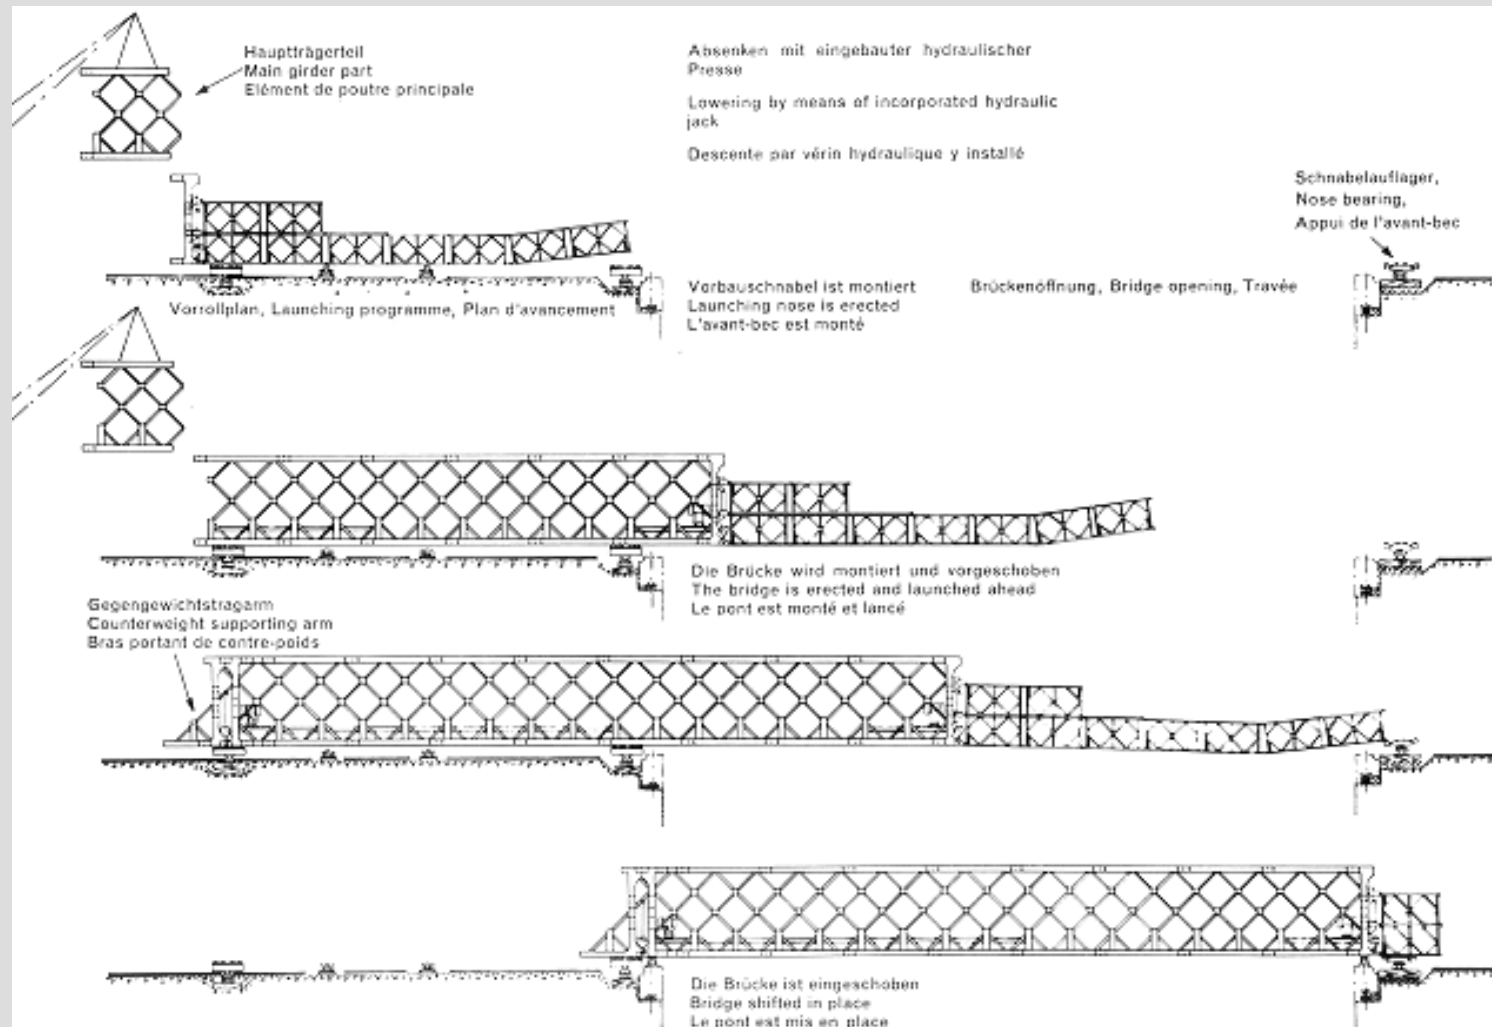 Hauptträgerteil
Main girder part
Elément de poutre principale
Absenken mit eingebauter hydraulischer
Presse
Lowering by means of incorporated hydraulic
jack
Descente par vérin hydraulique y installé
Schnabelauflager,
Nose bearing,
Appui de l'avant-bec
Vorrollplan, Launching programme, Plan d'avancement
Vorbauschnabel ist montiert
Launching nose is erected
L'avant-bec est monté
Brückenöffnung, Bridge opening, Travée
Die Brücke wird montiert und vorgeschoben
The bridge is erected and launched ahead
Le pont est monté et lancé
Gegengewichtstragarm
Counterweight supporting arm
Bras portant de contre-poids
Die Brücke ist eingeschoben
Bridge shifted in place
Le pont est mis en place